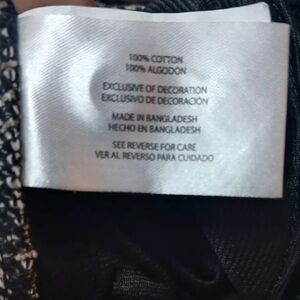 100% COTTON
100% ALGODÓN
EXCLUSIVE OF DECORATION
EXCLUSIVO DE DECORACIÓN
MADE IN BANGLADESH
HECHO EN BANGLADESH
SEE REVERSE FOR CARE
VER AL REVERSO PARA CUIDADO